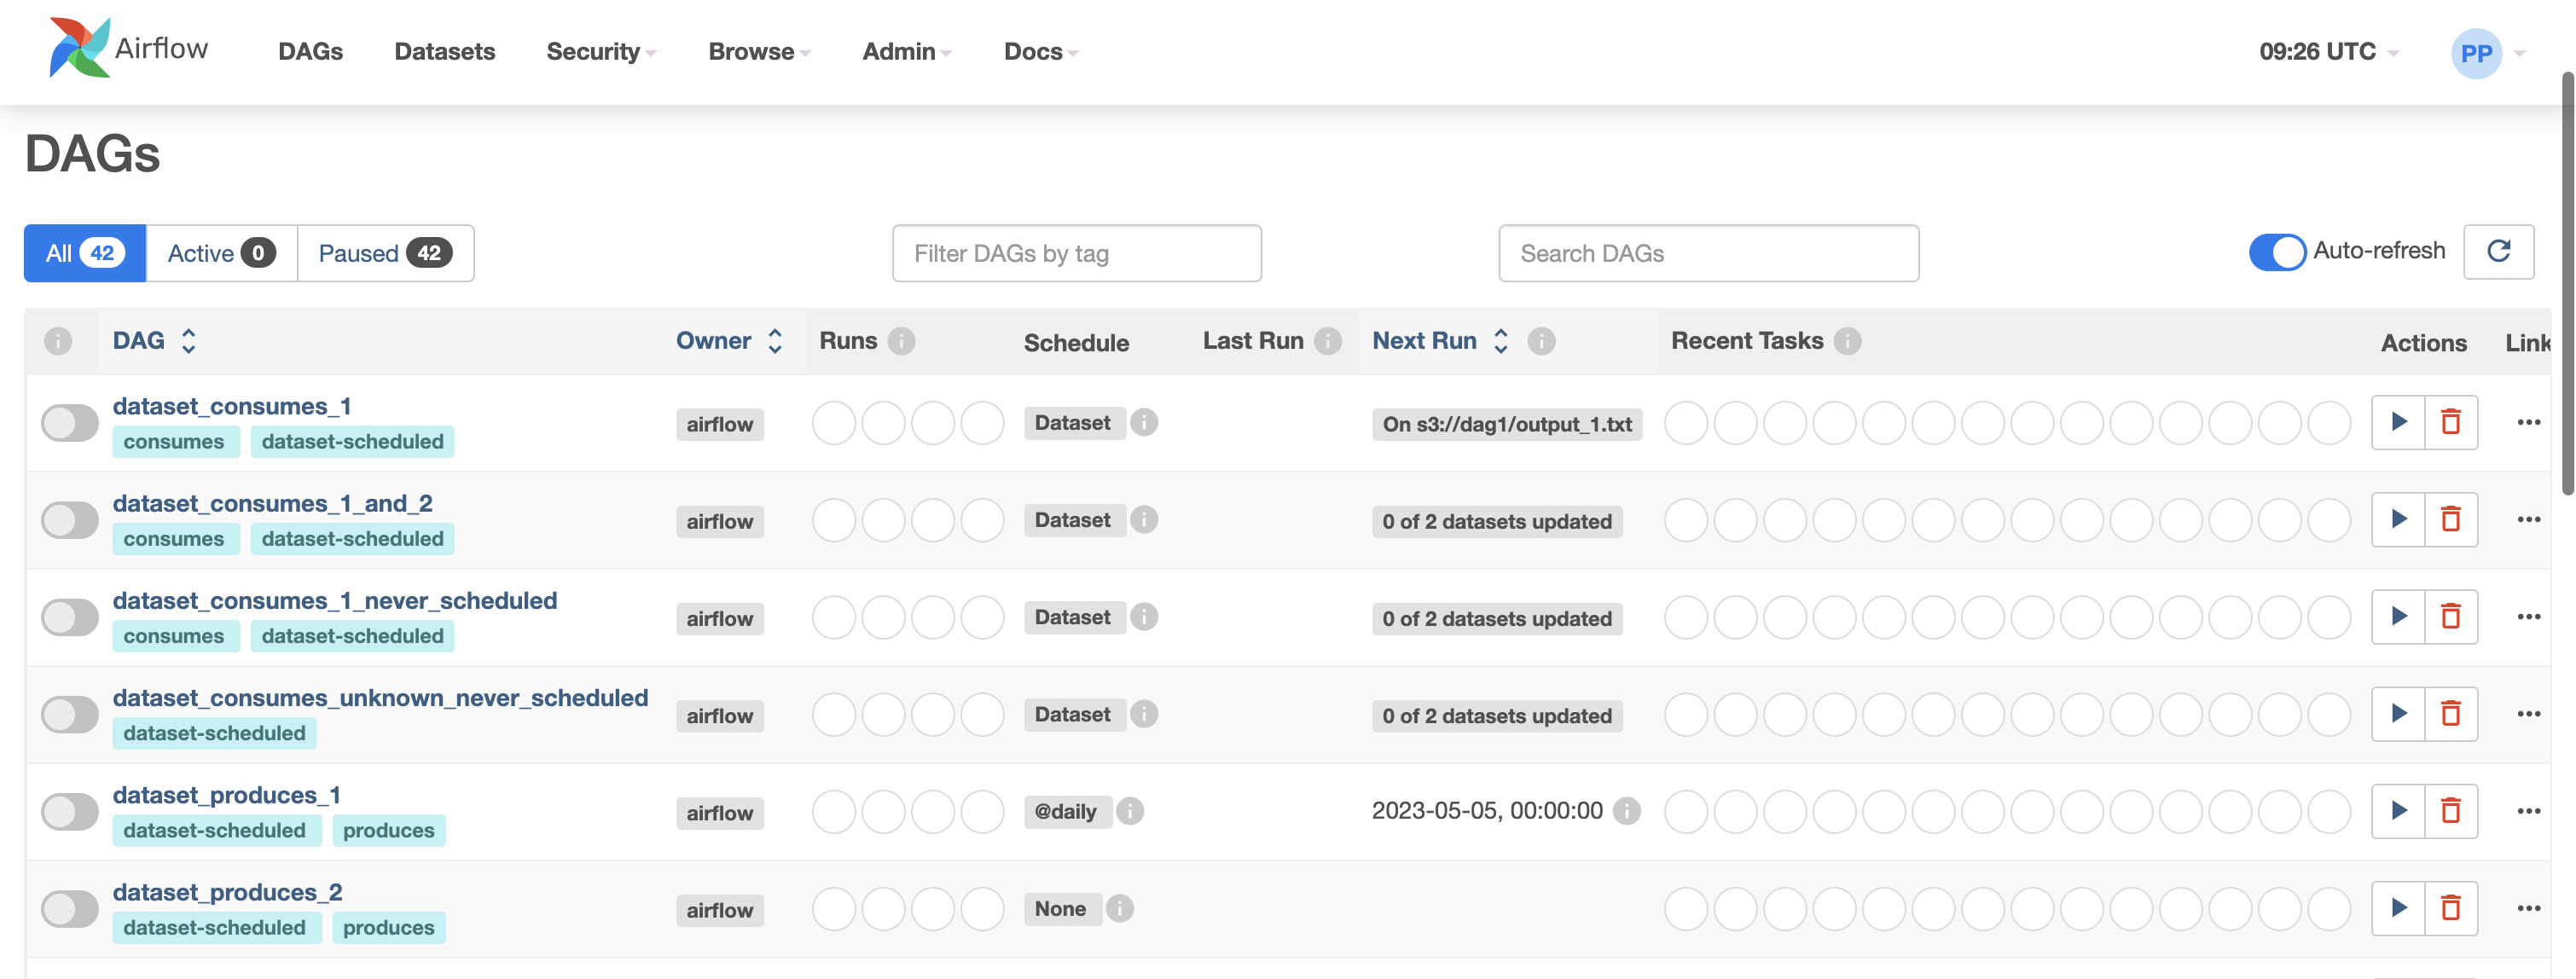 Airflow DAGs Datasets Security Browse Admin Docs 09:26 UTC PP
DAGs
All 42 Active 0 Paused 42 Filter DAGs by tag Search DAGs Auto-refresh
DAG Owner Runs Schedule Last Run Next Run Recent Tasks Actions Link
dataset_consumes_1
airflow Dataset On s3://dag1/output_1.txt
consumes dataset-scheduled
dataset_consumes_1_and_2
airflow Dataset 0 of 2 datasets updated
consumes dataset-scheduled
dataset_consumes_1_never_scheduled
airflow Dataset 0 of 2 datasets updated
consumes dataset-scheduled
dataset_consumes_unknown_never_scheduled
airflow Dataset 0 of 2 datasets updated
dataset-scheduled
dataset_produces_1
airflow @daily 2023-05-05, 00:00:00
dataset-scheduled produces
dataset_produces_2
airflow None
dataset-scheduled produces